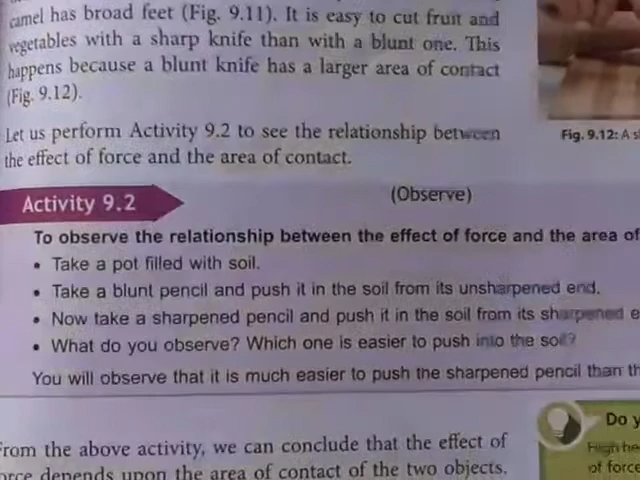 camel has broad feet (Fig. 9.11). It is easy to cut fruit and
vegetables with a sharp knife than with a blunt one. This
happens because a blunt knife has a larger area of contact
(Fig. 9.12).
Fig. 9.12: A
Let us perform Activity 9.2 to see the relationship between
the effect of force and the area of contact.
Activity 9.2
(Observe)
To observe the relationship between the effect of force and the area of
• Take a pot filled with soil.
• Take a blunt pencil and push it in the soil from its unsharpened end.
• Now take a sharpened pencil and push it in the soil from its sharpened
• What do you observe? Which one is easier to push into the soil?
You will observe that it is much easier to push the sharpened pencil than
From the above activity, we can conclude that the effect of
force depends upon the area of contact of the two objects.
Do
High
of force